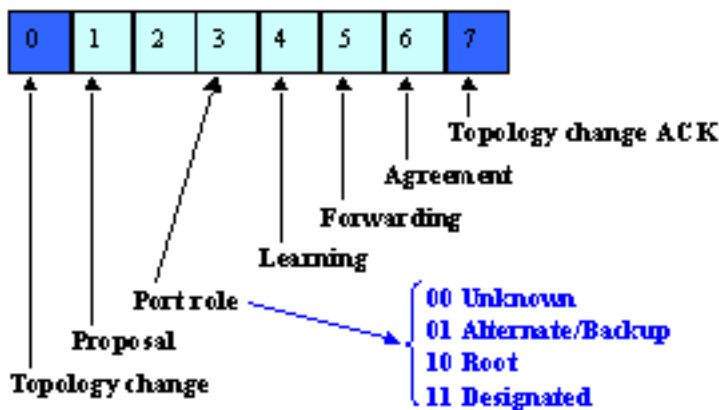 0 1 2 3 4 5 6 7
Topology change ACK
Agreement
Forwarding
Learning
Port role
00 Unknown
01 Alternate/Backup
10 Root
11 Designated
Proposal
Topology change